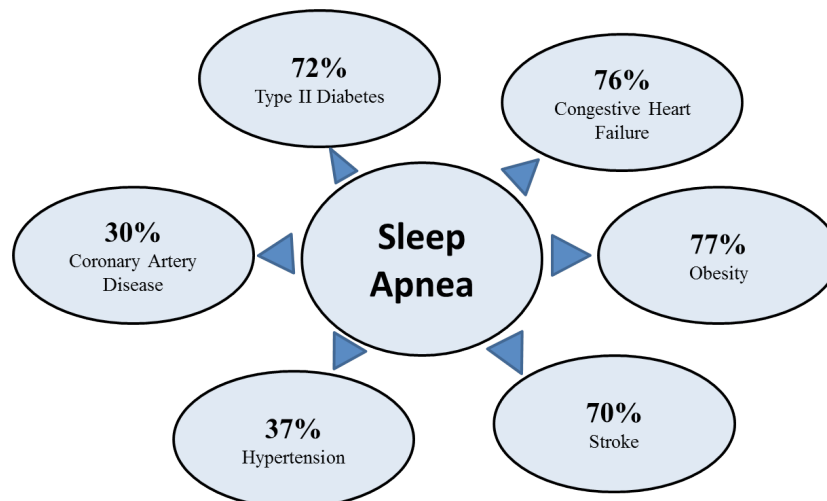 72%
Type II Diabetes
76%
Congestive Heart
Failure
30%
Coronary Artery
Disease
Sleep
Apnea
77%
Obesity
37%
Hypertension
70%
Stroke